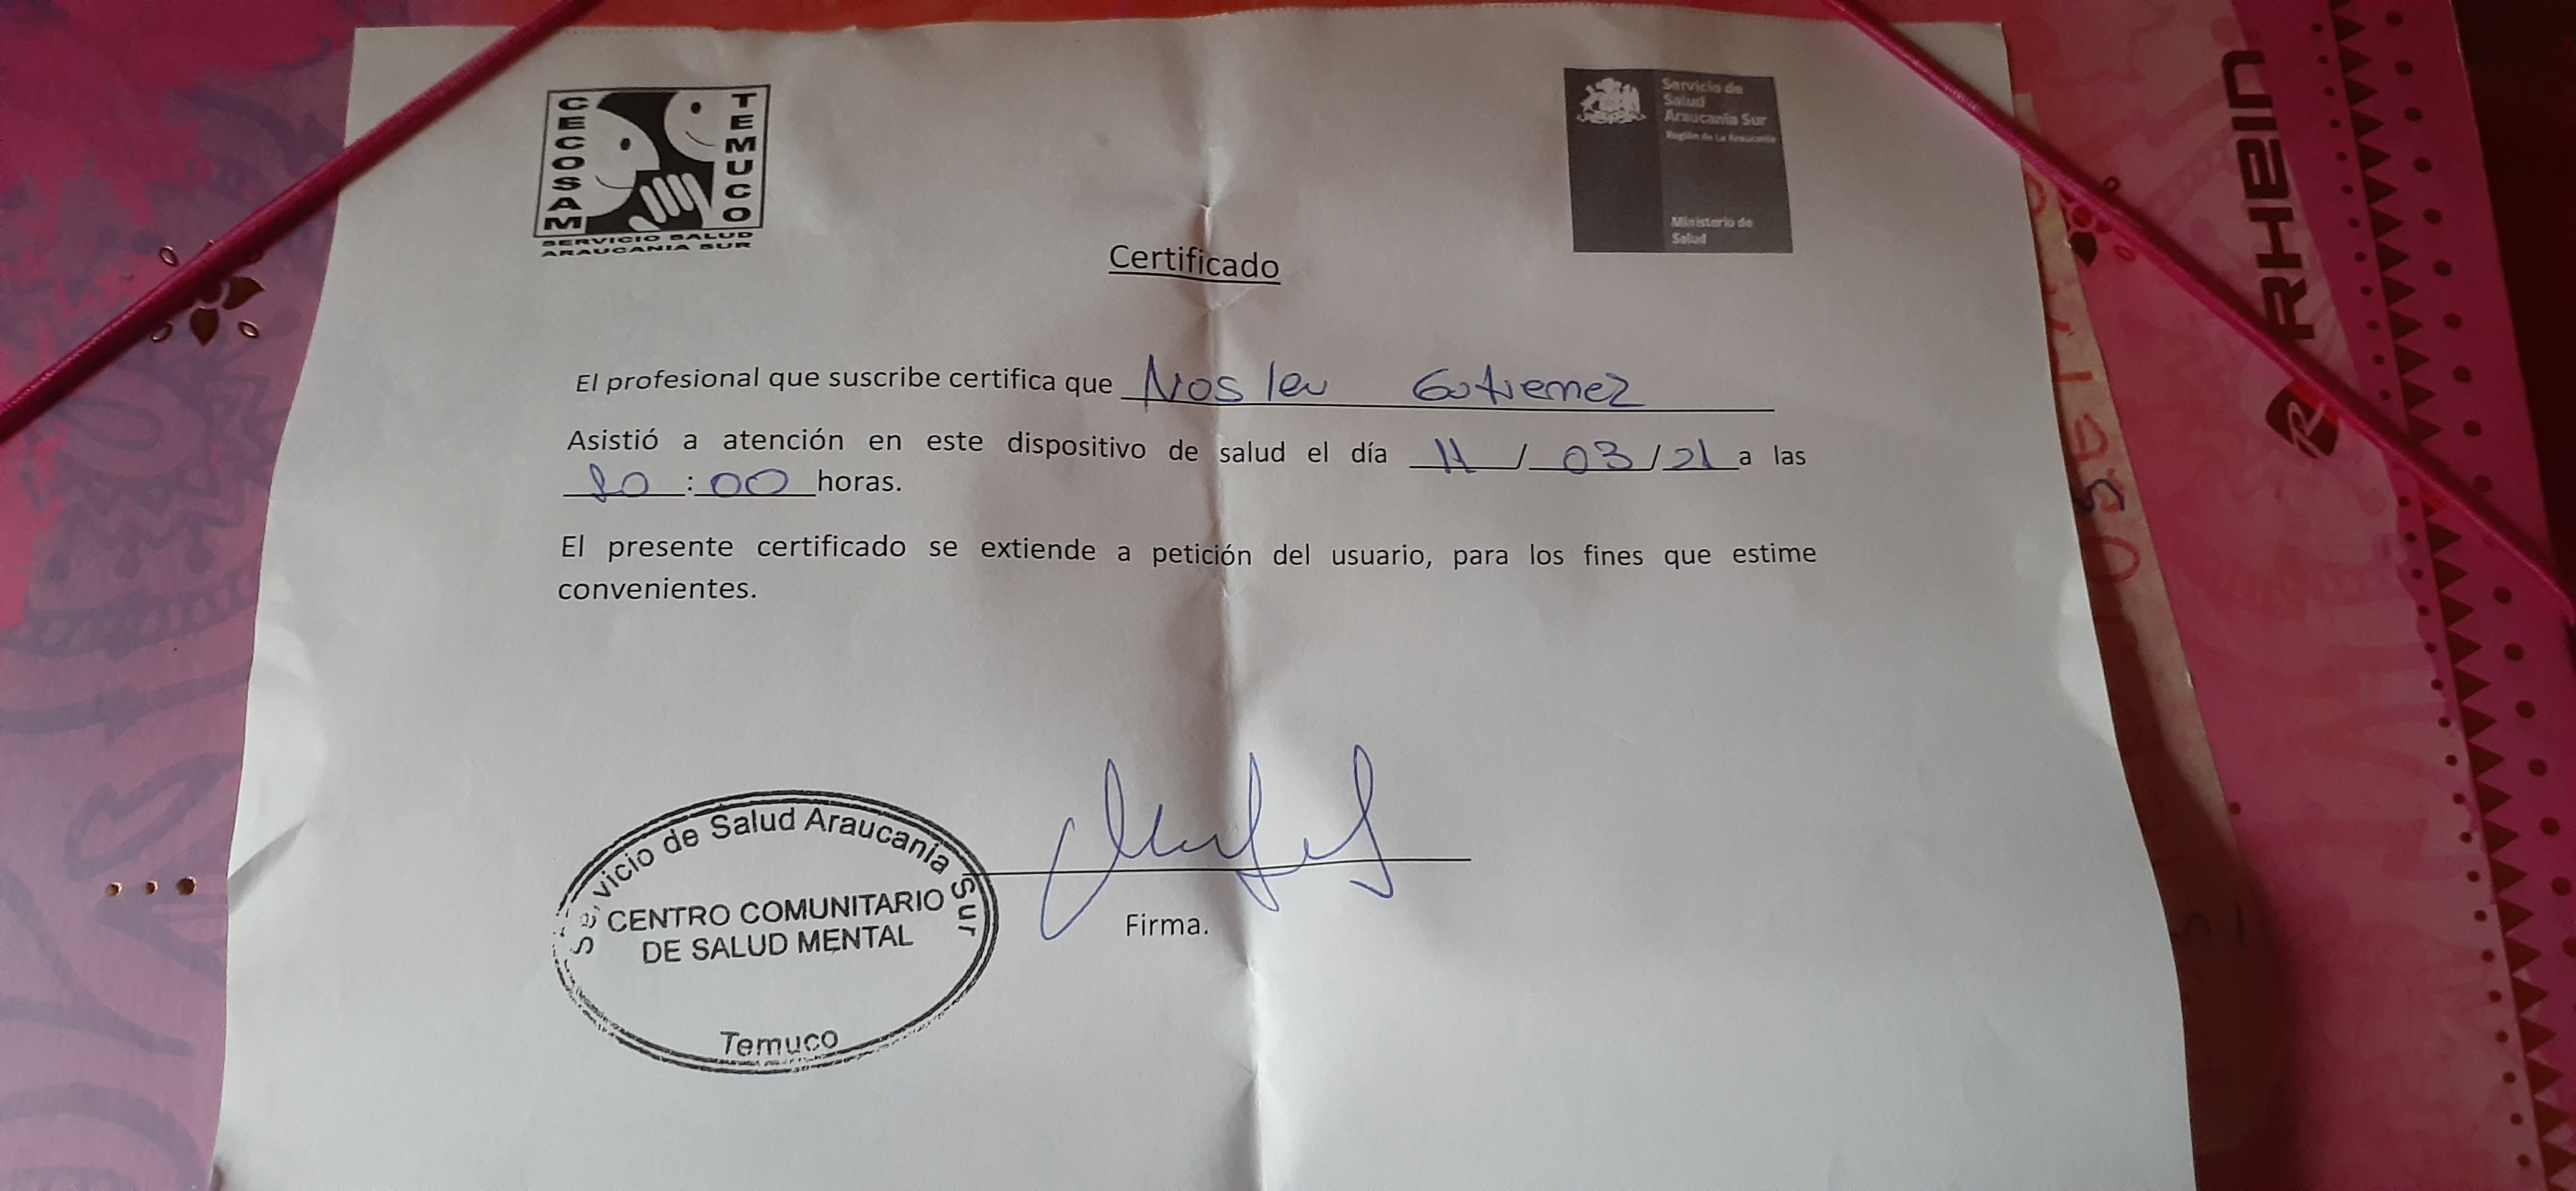 CECOSAM
TEMUCO
SERVICIO SALUD
ARAUCANIA SUR
Servicio de
Salud
Araucanía Sur
Región de La Araucanía
Ministerio de
Salud
Certificado
El profesional que suscribe certifica que Noslen Gutierrez
Asistió a atención en este dispositivo de salud el día 11/03/21 a las
10:00 horas.
El presente certificado se extiende a petición del usuario, para los fines que estime
convenientes.
Servicio de Salud Araucanía Sur
CENTRO COMUNITARIO
DE SALUD MENTAL
Temuco
Firma.
RHEIN